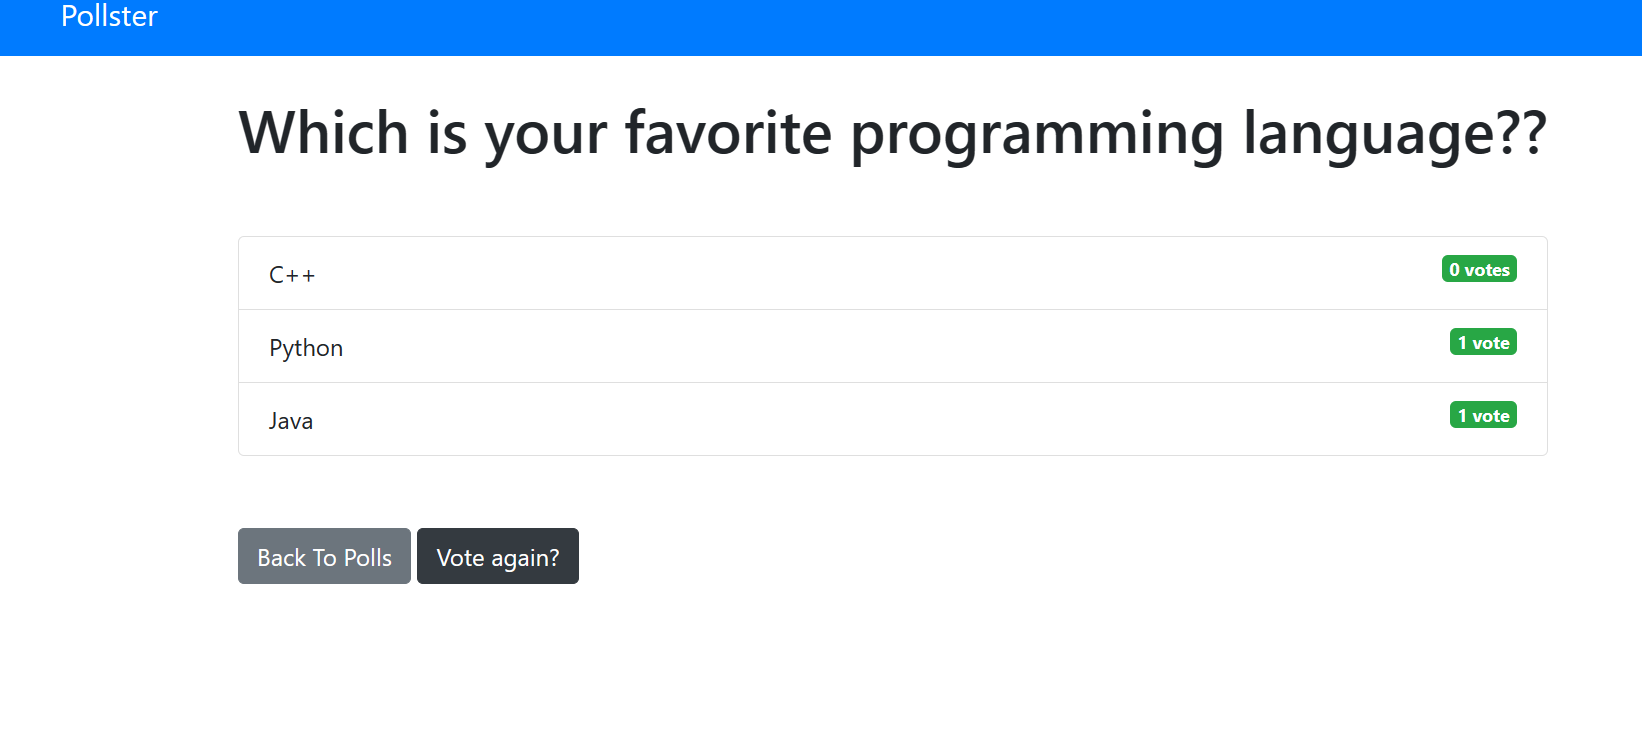 Pollster
Which is your favorite programming language??
C++ 0 votes
Python 1 vote
Java 1 vote
Back To Polls Vote again?